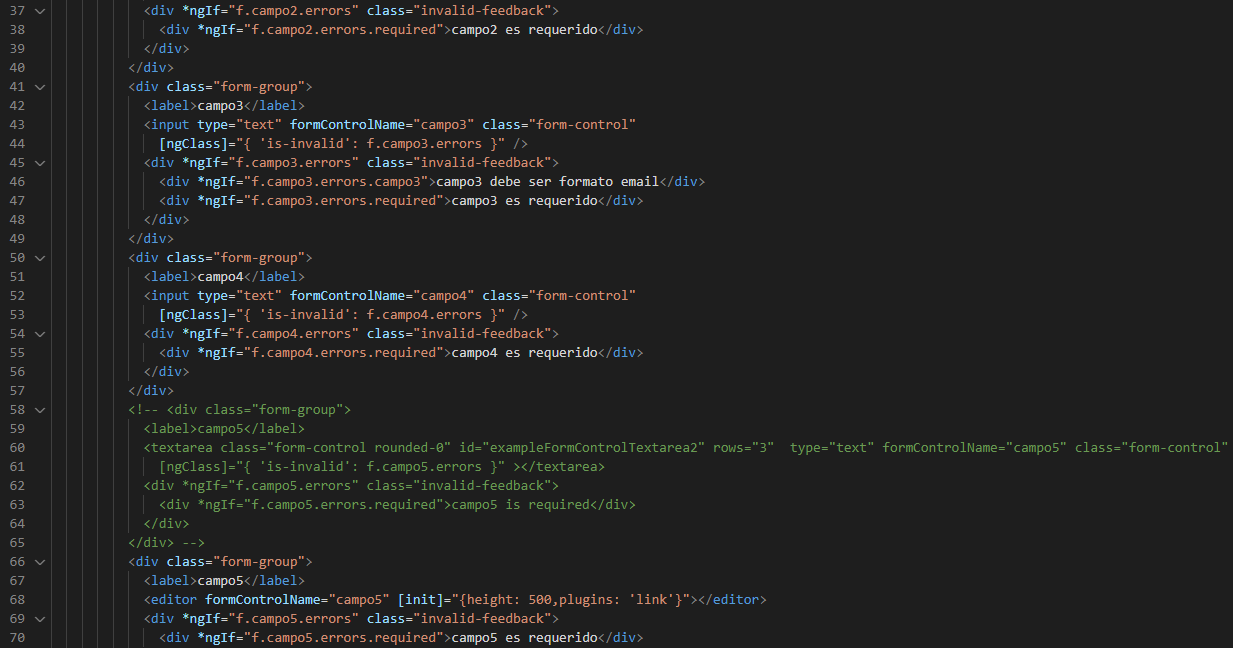 37 <div *ngIf="f.campo2.errors" class="invalid-feedback">
38 <div *ngIf="f.campo2.errors.required">campo2 es requerido</div>
39 </div>
40 </div>
41 <div class="form-group">
42 <label>campo3</label>
43 <input type="text" formControlName="campo3" class="form-control"
44 [ngClass]="{ 'is-invalid': f.campo3.errors }" />
45 <div *ngIf="f.campo3.errors" class="invalid-feedback">
46 <div *ngIf="f.campo3.errors.campo3">campo3 debe ser formato email</div>
47 <div *ngIf="f.campo3.errors.required">campo3 es requerido</div>
48 </div>
49 </div>
50 <div class="form-group">
51 <label>campo4</label>
52 <input type="text" formControlName="campo4" class="form-control"
53 [ngClass]="{ 'is-invalid': f.campo4.errors }" />
54 <div *ngIf="f.campo4.errors" class="invalid-feedback">
55 <div *ngIf="f.campo4.errors.required">campo4 es requerido</div>
56 </div>
57 </div>
58 <!-- <div class="form-group">
59 <label>campo5</label>
60 <textarea class="form-control rounded-0" id="exampleFormControlTextarea2" rows="3"  type="text" formControlName="campo5" class="form-control"
61 [ngClass]="{ 'is-invalid': f.campo5.errors }" ></textarea>
62 <div *ngIf="f.campo5.errors" class="invalid-feedback">
63 <div *ngIf="f.campo5.errors.required">campo5 is required</div>
64 </div>
65 </div> -->
66 <div class="form-group">
67 <label>campo5</label>
68 <editor formControlName="campo5" [init]="{height: 500,plugins: 'link'}"></editor>
69 <div *ngIf="f.campo5.errors" class="invalid-feedback">
70 <div *ngIf="f.campo5.errors.required">campo5 es requerido</div>